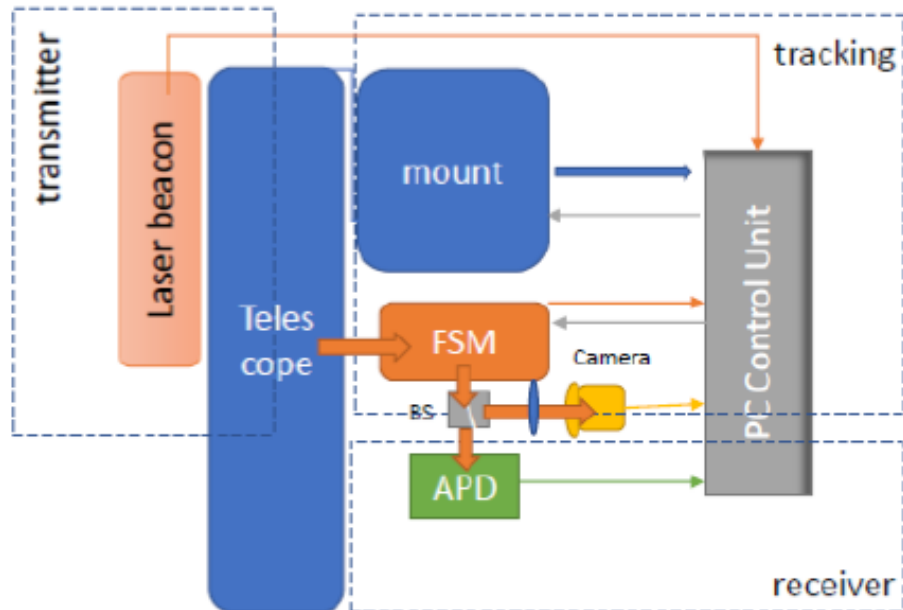 transmitter
Laser beacon
Teles
cope
tracking
mount
FSM
Camera
BS
APD
PC Control Unit
receiver